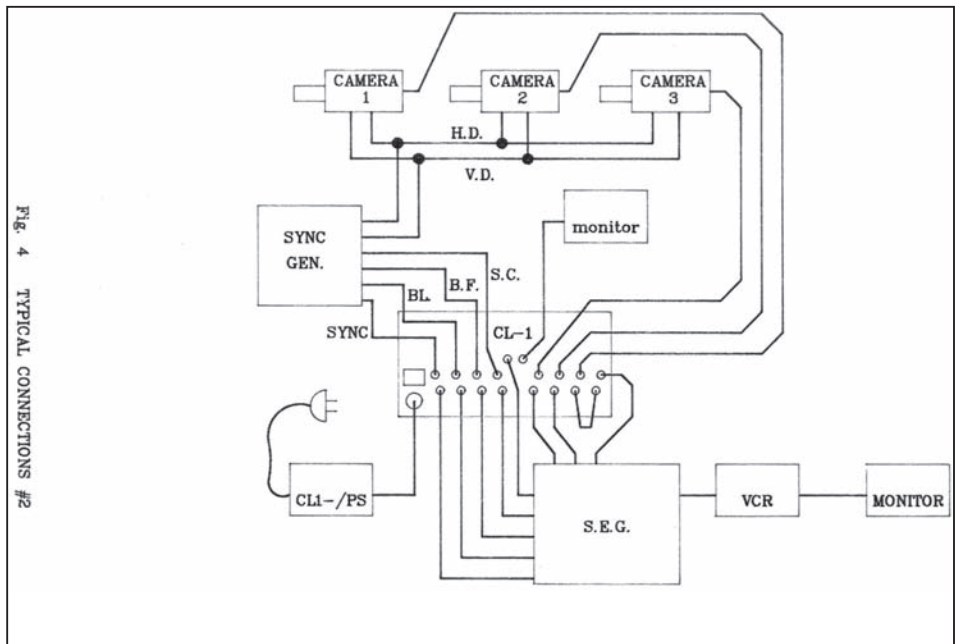 CAMERA
1
CAMERA
2
CAMERA
3
H.D.
V.D.
monitor
SYNC
GEN.
S.C.
B.F.
BL.
SYNC
CL-1
CL1-/PS
S.E.G.
VCR
MONITOR
Fig. 4 TYPICAL CONNECTIONS #2